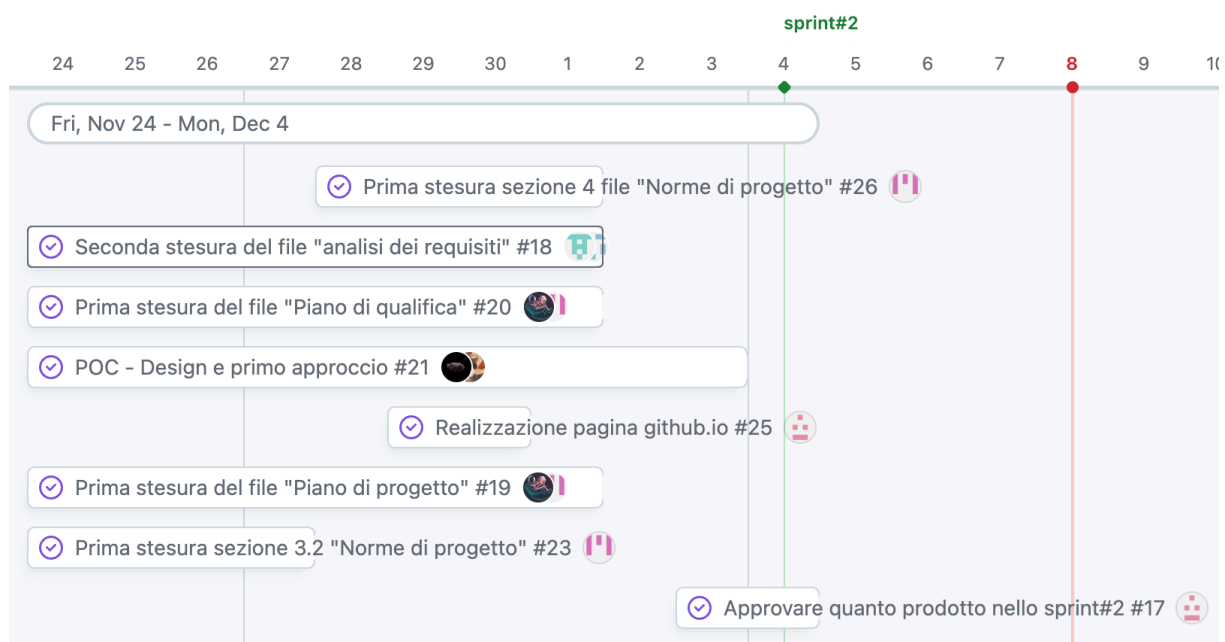 sprint#2
24 25 26 27 28 29 30 1 2 3 4 5 6 7 8 9 10
Fri, Nov 24 - Mon, Dec 4
Prima stesura sezione 4 file "Norme di progetto" #26
Seconda stesura del file "analisi dei requisiti" #18
Prima stesura del file "Piano di qualifica" #20
POC - Design e primo approccio #21
Realizzazione pagina github.io #25
Prima stesura del file "Piano di progetto" #19
Prima stesura sezione 3.2 "Norme di progetto" #23
Approvare quanto prodotto nello sprint#2 #17